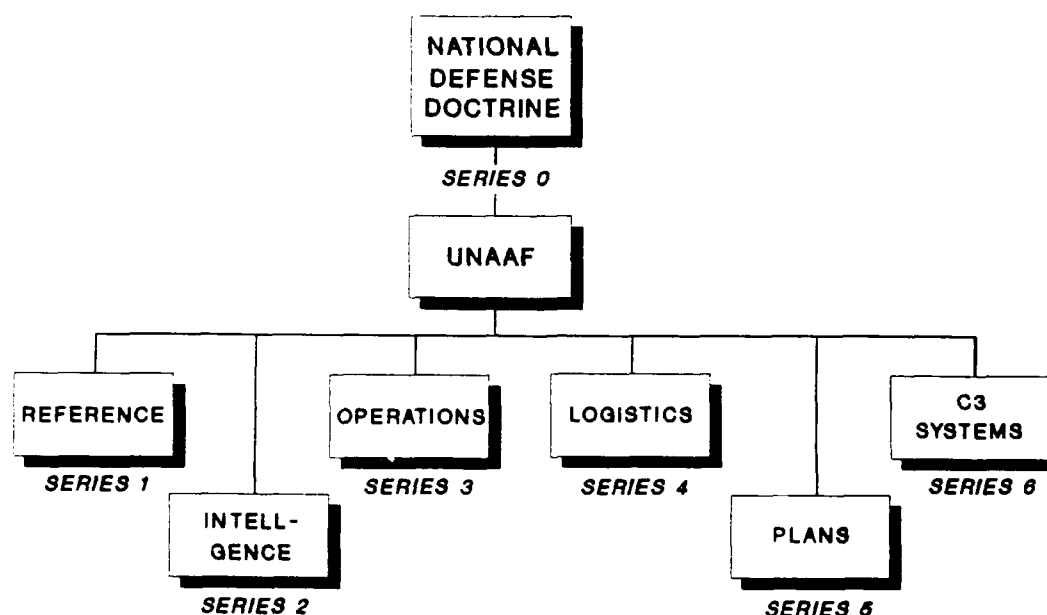 NATIONAL
DEFENSE
DOCTRINE
SERIES 0
UNAAF
REFERENCE
SERIES 1
INTELL-
GENCE
SERIES 2
OPERATIONS
SERIES 3
LOGISTICS
SERIES 4
PLANS
SERIES 5
C3
SYSTEMS
SERIES 6